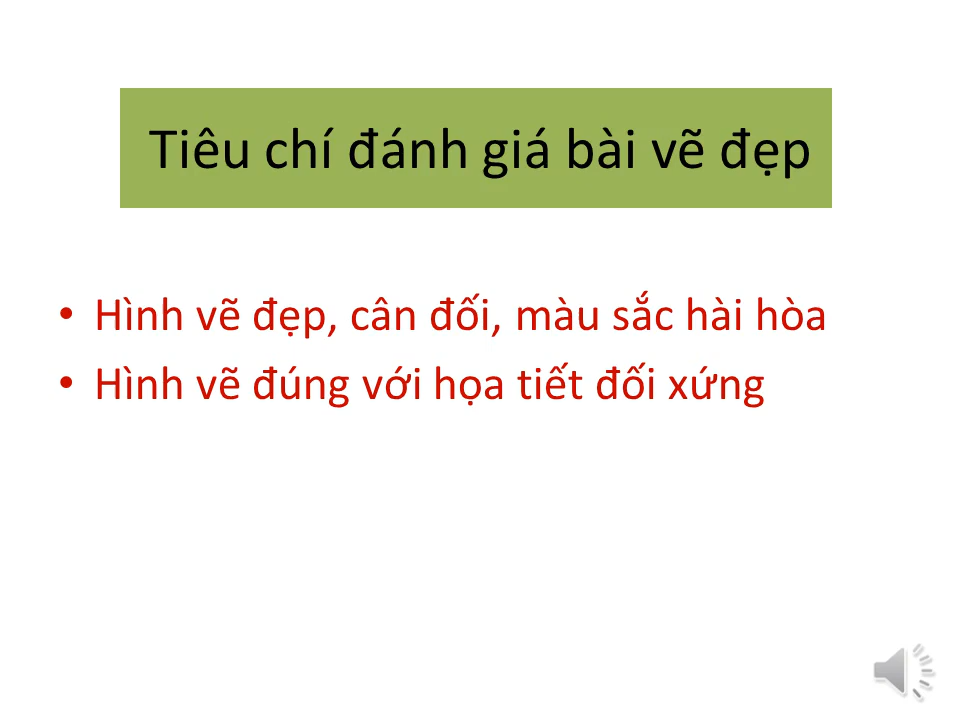 Tiêu chí đánh giá bài vẽ đẹp
• Hình vẽ đẹp, cân đối, màu sắc hài hòa
• Hình vẽ đúng với họa tiết đối xứng